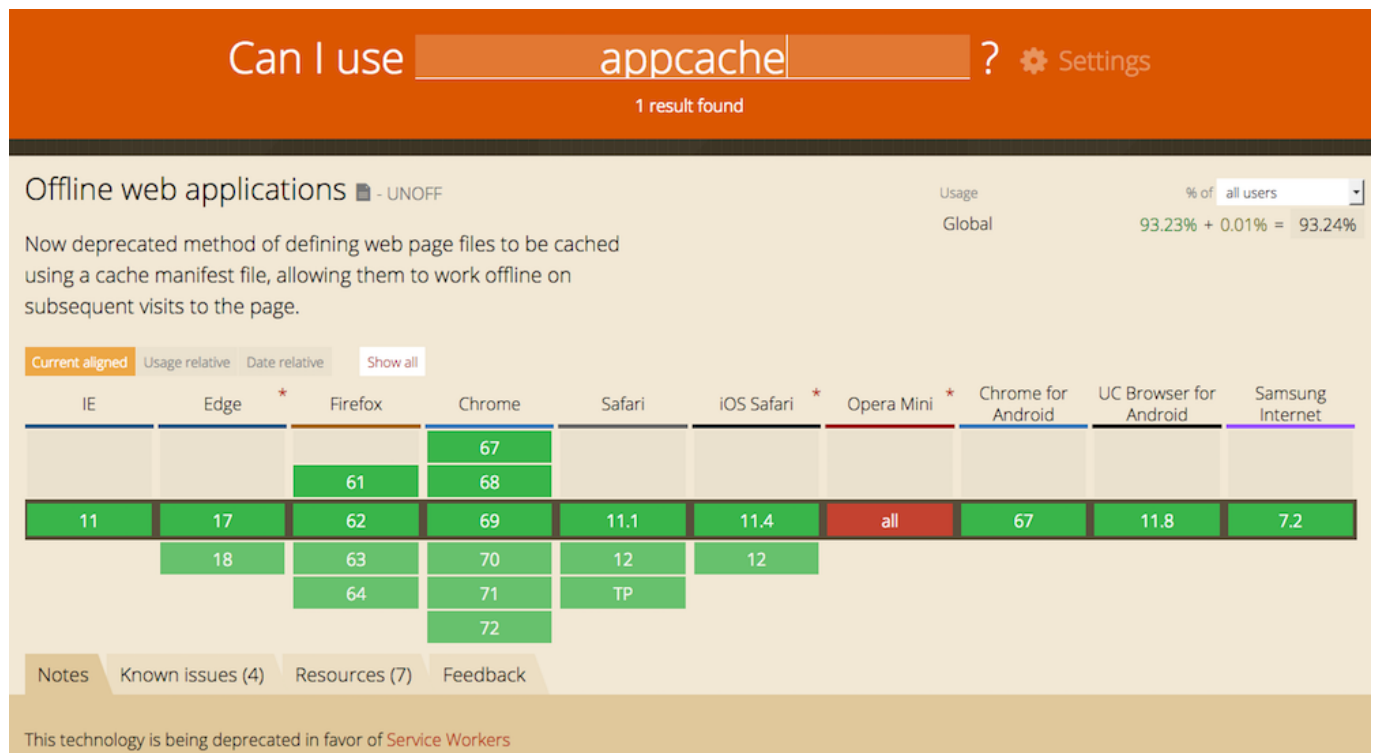 Can I use appcache ? Settings
1 result found
Offline web applications - UNOFF
Usage % of all users
Global 93.23% + 0.01% = 93.24%
Now deprecated method of defining web page files to be cached
using a cache manifest file, allowing them to work offline on
subsequent visits to the page.
Current aligned Usage relative Date relative Show all
IE Edge * Firefox Chrome Safari iOS Safari * Opera Mini * Chrome for Android UC Browser for Android Samsung Internet
67
61 68
11 17 62 69 11.1 11.4 all 67 11.8 7.2
18 63 70 12 12
64 71 TP
72
Notes Known issues (4) Resources (7) Feedback
This technology is being deprecated in favor of Service Workers